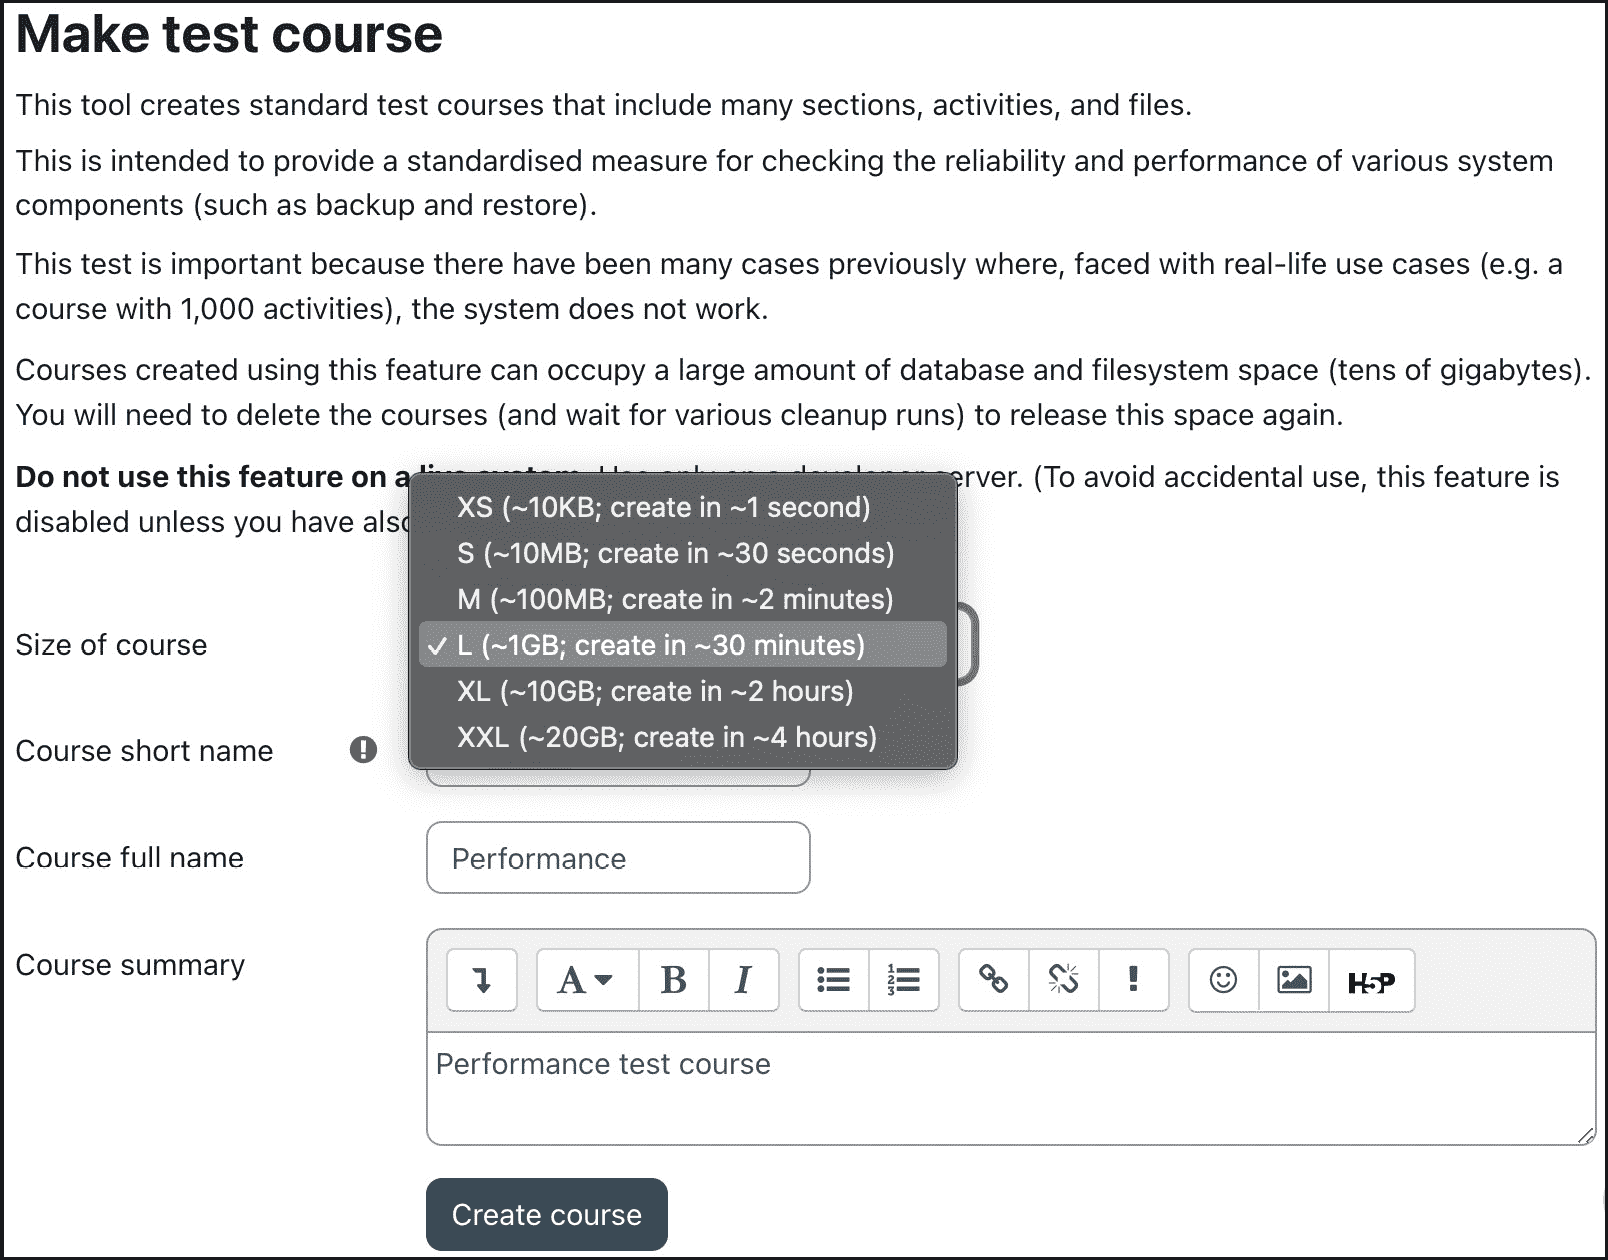 Make test course
This tool creates standard test courses that include many sections, activities, and files.
This is intended to provide a standardised measure for checking the reliability and performance of various system
components (such as backup and restore).
This test is important because there have been many cases previously where, faced with real-life use cases (e.g. a
course with 1,000 activities), the system does not work.
Courses created using this feature can occupy a large amount of database and filesystem space (tens of gigabytes).
You will need to delete the courses (and wait for various cleanup runs) to release this space again.
Do not use this feature on a live system. Use only on a developer server. (To avoid accidental use, this feature is
disabled unless you have also
XS (~10KB; create in ~1 second)
S (~10MB; create in ~30 seconds)
M (~100MB; create in ~2 minutes)
Size of course
✓ L (~1GB; create in ~30 minutes)
XL (~10GB; create in ~2 hours)
XXL (~20GB; create in ~4 hours)
Course short name
Course full name
Performance
Course summary
A B I H5P
Performance test course
Create course